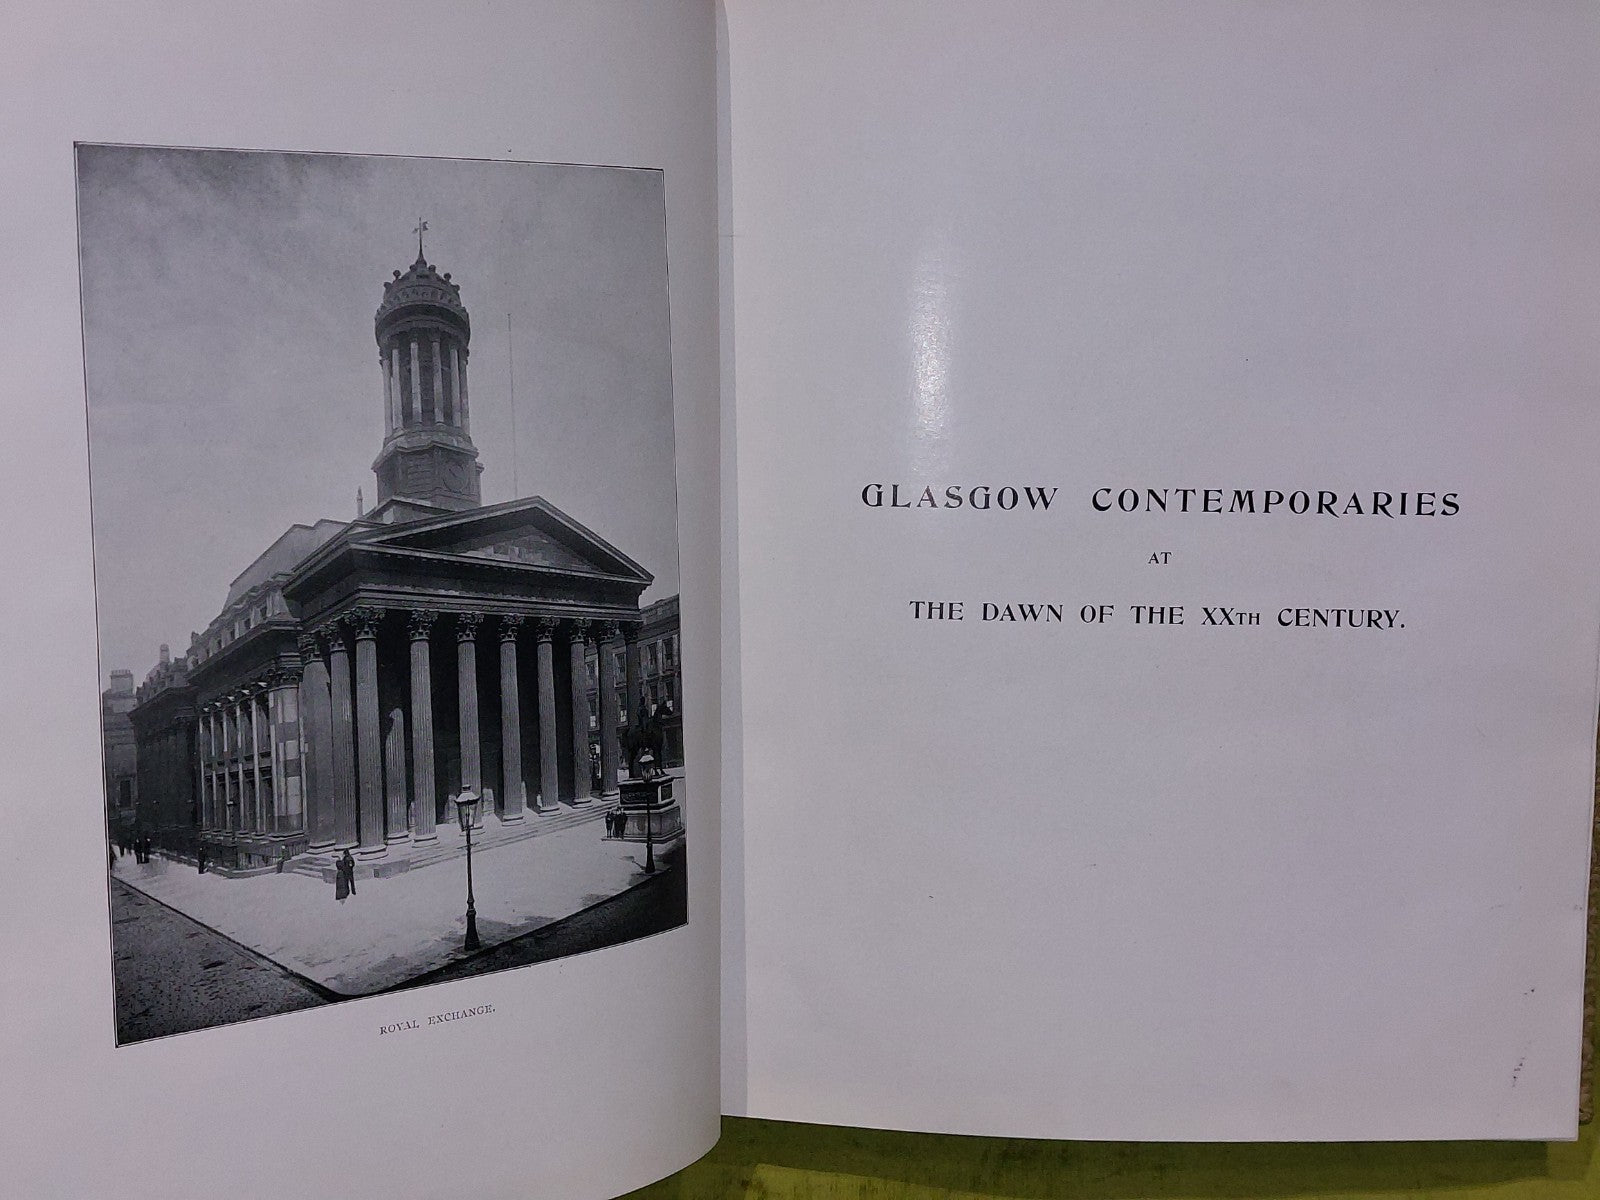 ROYAL EXCHANGE.
GLASGOW CONTEMPORARIES
AT
THE DAWN OF THE XXTH CENTURY.